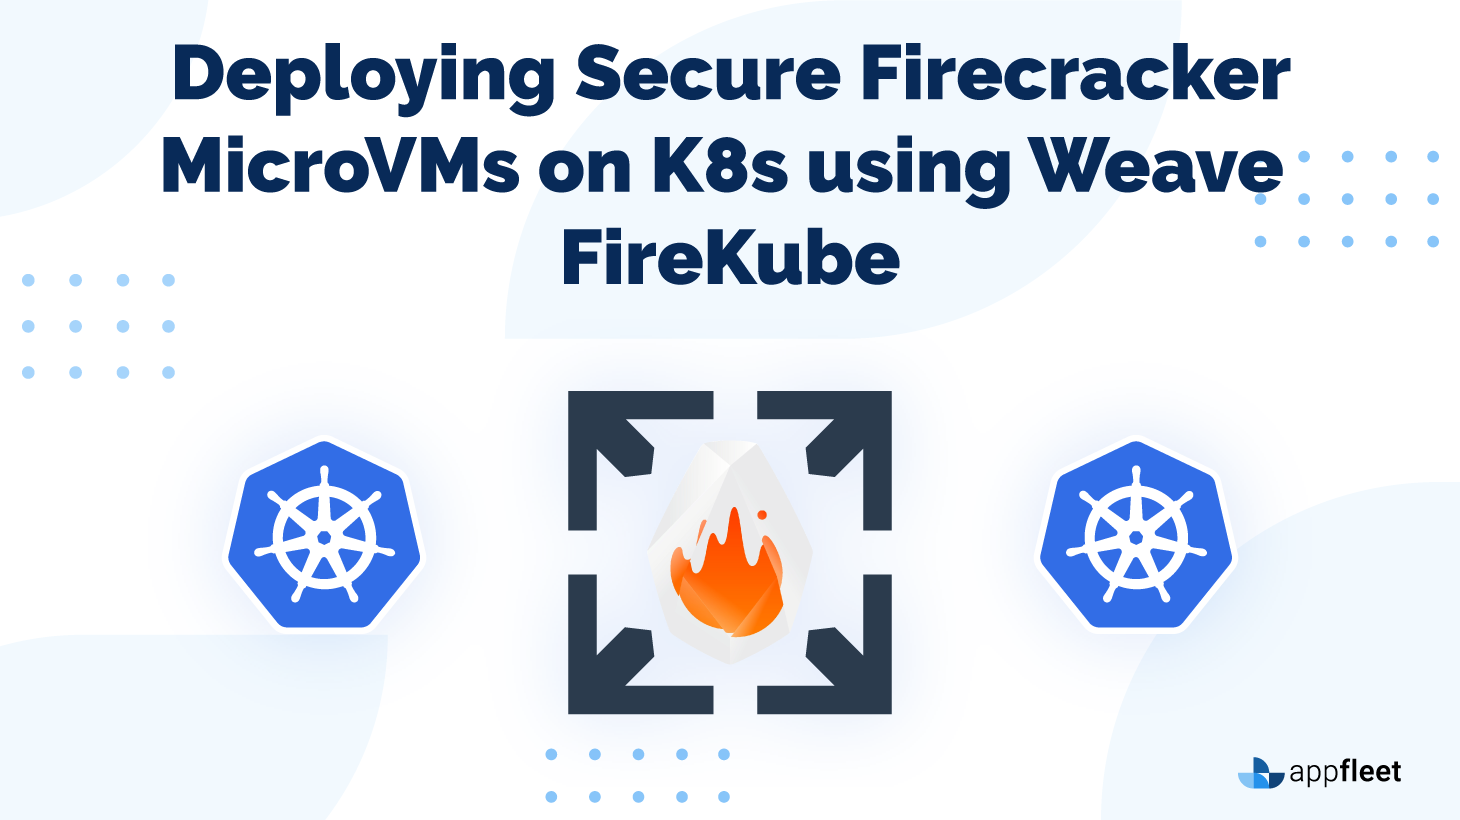 Deploying Secure Firecracker
MicroVMs on K8s using Weave
FireKube
appfleet